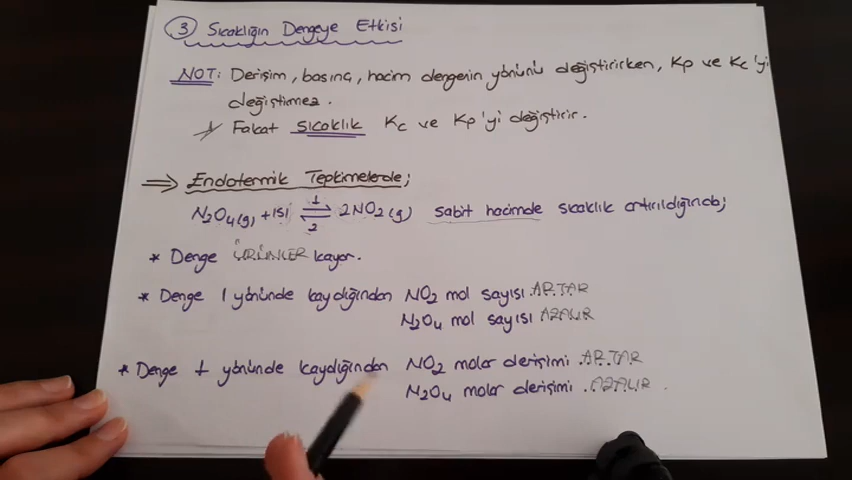 3 Sıcaklığın Dengeye Etkisi
NOT: Derişim, basınç, hacim dengenin yönünü değiştirirken, Kp ve Kc'yi
değiştirmez.
Fakat sıcaklık Kc ve Kp'yi değiştirir.
⇒ Endotermik Tepkimelerde;
N₂O₄(g) + ısı ⇌ 2NO₂(g) sabit hacimde sıcaklık artırıldığında;
1
2
* Denge ÜRÜNLER kayar.
* Denge 1 yönünde kaydığından NO₂ mol sayısı .ARTAR
N₂O₄ mol sayısı AZALIR
* Denge 1 yönünde kaydığından NO₂ molar derişimi .ARTAR
N₂O₄ molar derişimi .AZALIR .